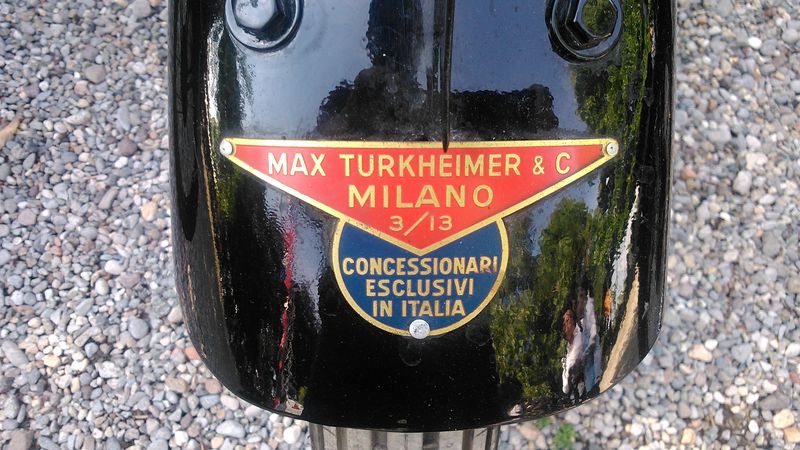 MAX TURKHEIMER & C
MILANO
3/13
CONCESSIONARI
ESCLUSIVI
IN ITALIA